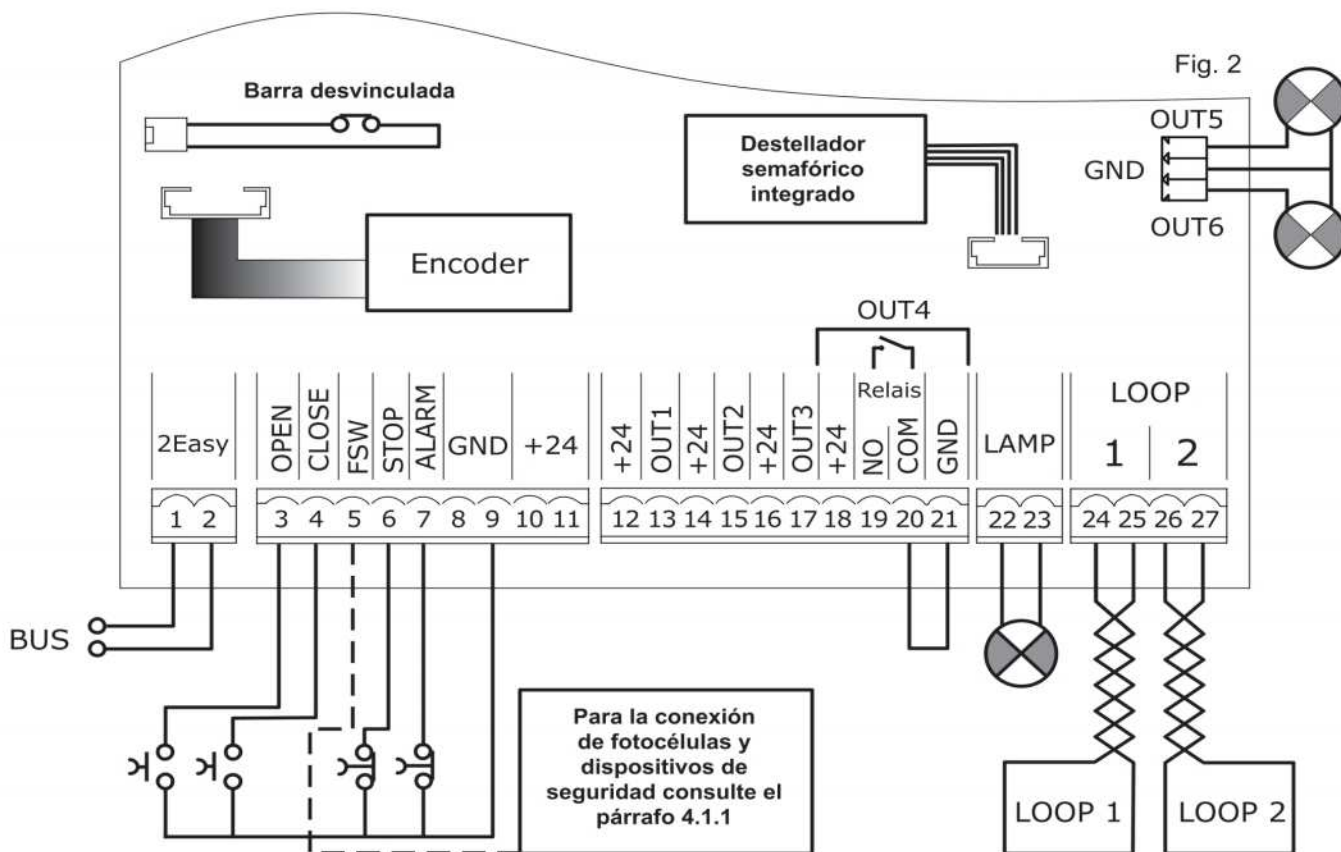 Fig. 2
Barra desvinculada
Destellador
semafórico
integrado
OUT5
GND
OUT6
Encoder
OUT4
2Easy
OPEN
CLOSE
FSW
STOP
ALARM
GND
+24
+24
OUT1
+24
OUT2
+24
OUT3
+24
Relais
NO
COM
GND
LAMP
LOOP
1 2
1 2 3 4 5 6 7 8 9 10 11 12 13 14 15 16 17 18 19 20 21 22 23 24 25 26 27
BUS
Para la conexión
de fotocélulas y
dispositivos de
seguridad consulte el
párrafo 4.1.1
LOOP 1
LOOP 2